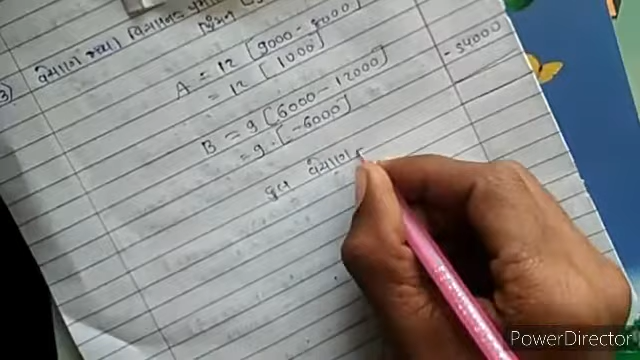 3)
A = 12 [9000 - 8000]
= 12 [1000]
B = 9 [6000 - 12000]
= 9 [-6000]
- 54000
કુલ વેચાણ
PowerDirector